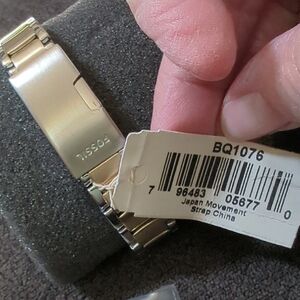 FOSSIL
BQ1076
7 96483 05677 0
Japan Movement
Strap China